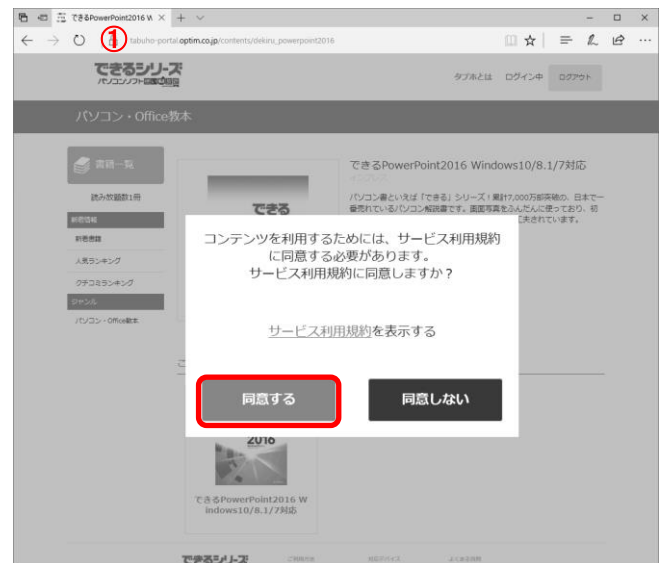 できるPowerPoint2016 W
①
tabuho-portal.optim.co.jp/contents/dekiru_powerpoint2016
できるシリーズ
タブホとは ログイン中 ログアウト
パソコン・Office教本
書籍一覧
読み放題数1冊
新着情報
新着書籍
人気ランキング
クチコミランキング
ジャンル
パソコン・Office教本
できるPowerPoint2016 Windows10/8.1/7対応
パソコン書といえば「できる」シリーズ！累計7,000万部突破の、日本で一
番売れているパソコン解説書です。画面写真をふんだんに使っており、初
工夫されています。
できる
コンテンツを利用するためには、サービス利用規約
に同意する必要があります。
サービス利用規約に同意しますか？
サービス利用規約を表示する
同意する 同意しない
2016
できるPowerPoint2016 W
indows10/8.1/7対応
できるシリーズ